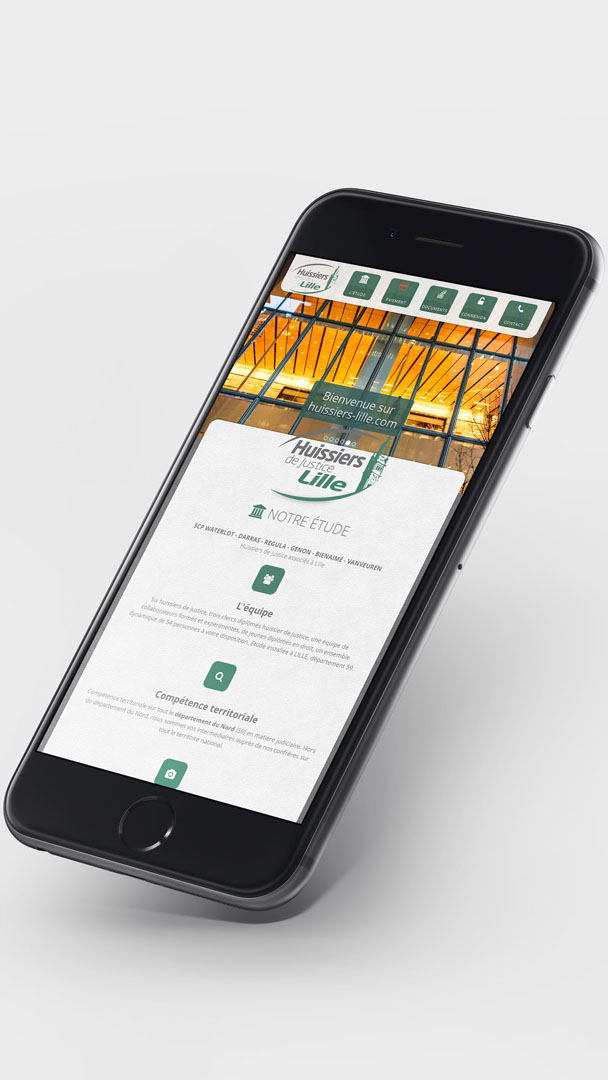 Huissiers
Lille
L'ÉTUDE
PAIEMENT
DOCUMENTS
CONNEXION
CONTACT
Bienvenue sur
huissiers-lille.com
Huissiers
de Justice
Lille
NOTRE ÉTUDE
SCP WATERLOT - DARRAS - REGULA - GENON - BIENAIMÉ - VANVEUREN
Huissiers de Justice associés à Lille
L'équipe
Six huissiers de justice, trois clercs diplômés huissier de justice, une équipe de
collaborateurs formés et expérimentés, de jeunes diplômés en droit, un ensemble
dynamique de 54 personnes à votre disposition. Etude installée à LILLE, département 59.
Compétence territoriale
Compétence territoriale sur tout le département du Nord (59) en matière judiciaire. Hors
du département du Nord, nous sommes vos intermédiaires auprès de nos confrères sur
tout le territoire national.